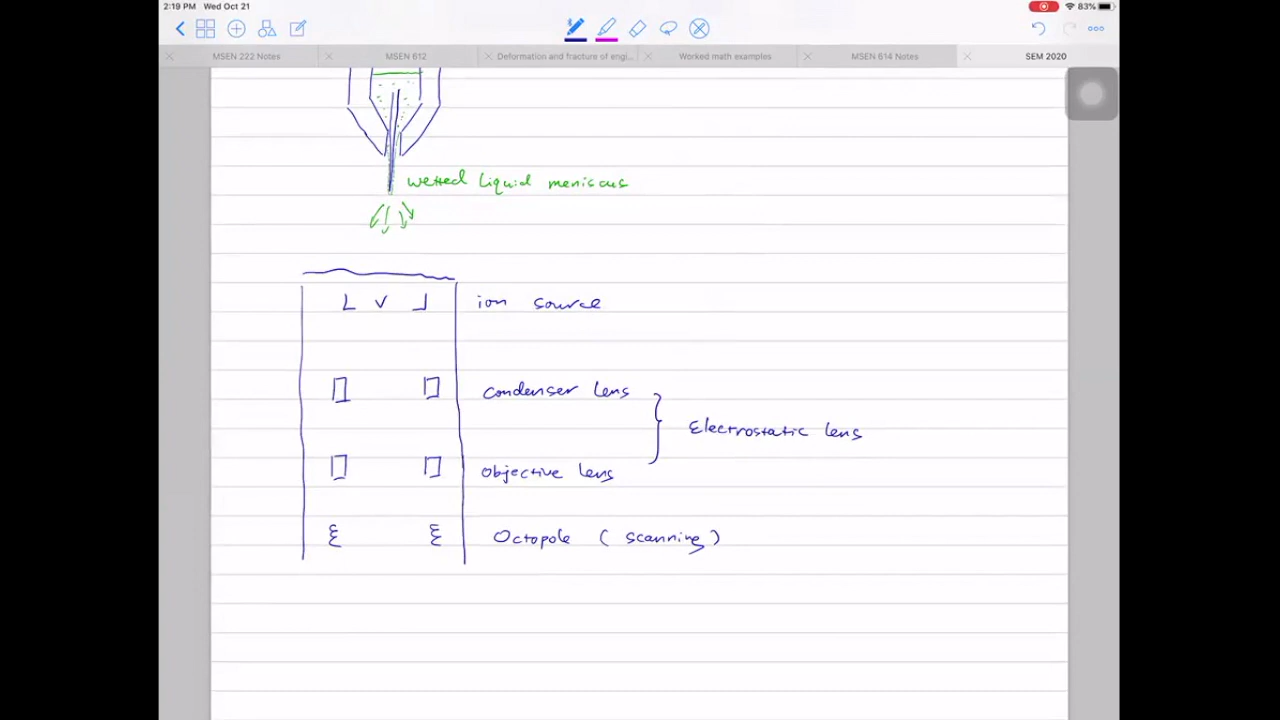 2:19 PM Wed Oct 21
83%
MSEN 222 Notes
MSEN 612
Deformation and fracture of engi...
Worked math examples
MSEN 614 Notes
SEM 2020
wetted liquid meniscus
ion source
condenser lens
Electrostatic lens
objective lens
Octopole (scanning)